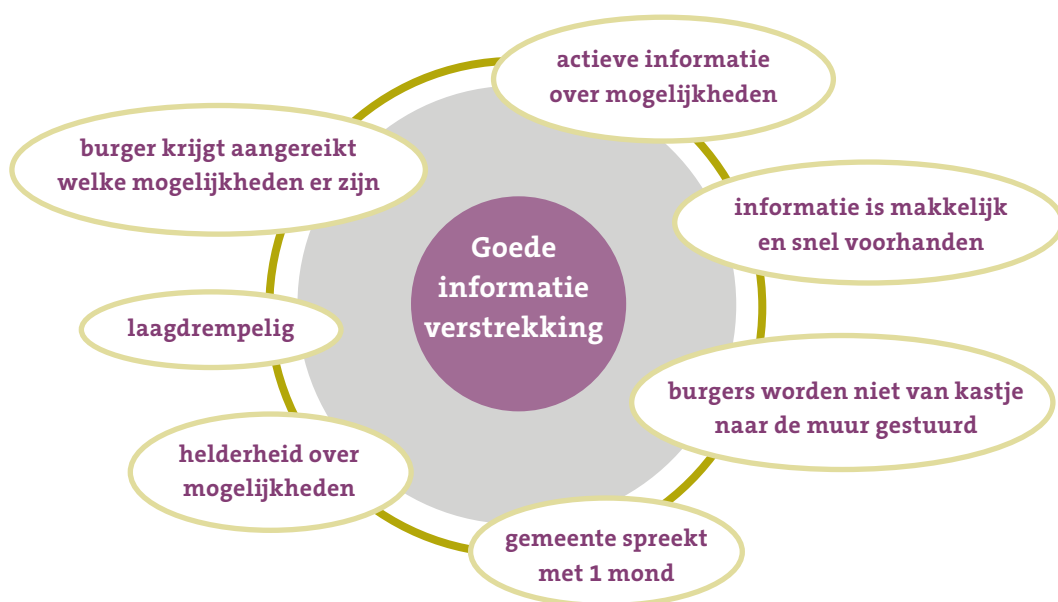 actieve informatie
over mogelijkheden
burger krijgt aangereikt
welke mogelijkheden er zijn
informatie is makkelijk
en snel voorhanden
Goede
informatie
verstrekking
laagdrempelig
burgers worden niet van kastje
naar de muur gestuurd
helderheid over
mogelijkheden
gemeente spreekt
met 1 mond